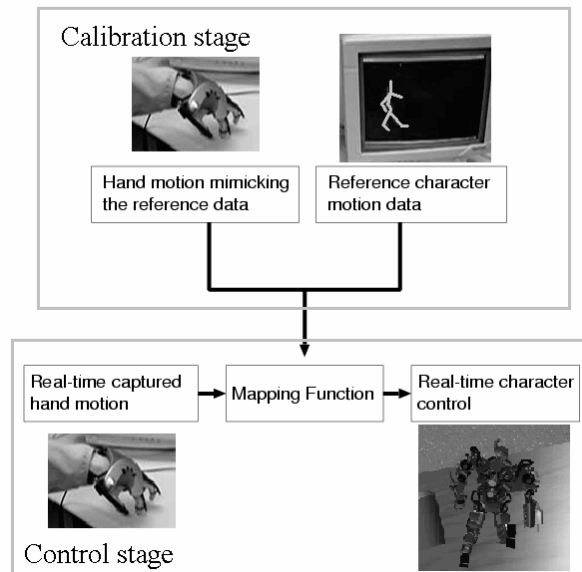 Calibration stage
Hand motion mimicking
the reference data
Reference character
motion data
Real-time captured
hand motion
Mapping Function
Real-time character
control
Control stage